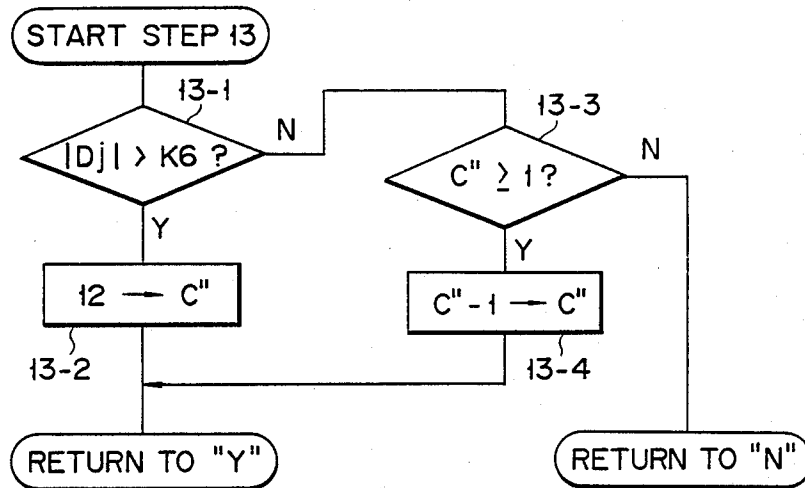 START STEP 13
13-1
|Dj| > K6 ?
N
13-3
C" ≥ 1?
N
Y
Y
12 → C"
C"-1 → C"
13-2
13-4
RETURN TO "Y"
RETURN TO "N"